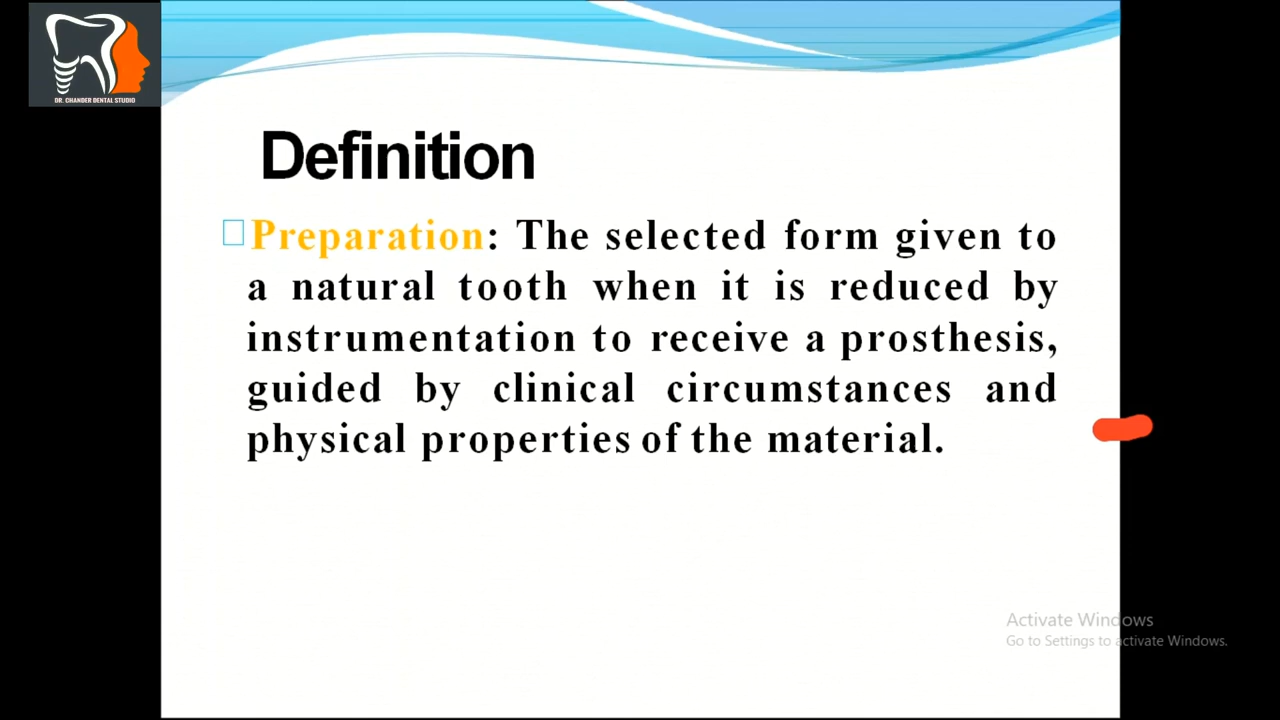 DR. CHANDER DENTAL STUDIO
Definition
Preparation: The selected form given to
a natural tooth when it is reduced by
instrumentation to receive a prosthesis,
guided by clinical circumstances and
physical properties of the material.
Activate Windows
Go to Settings to activate Windows.